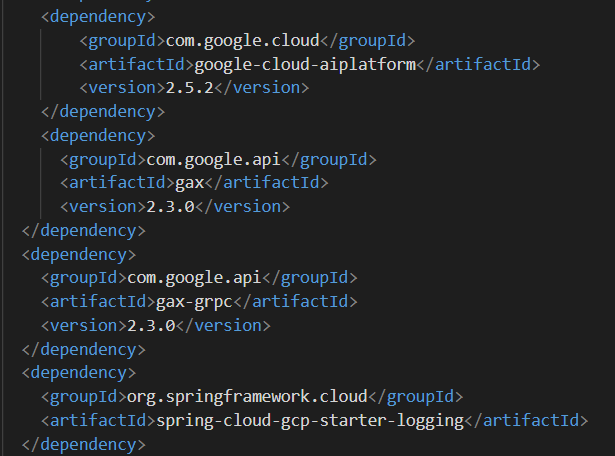 <dependency>
<groupId>com.google.cloud</groupId>
<artifactId>google-cloud-aiplatform</artifactId>
<version>2.5.2</version>
</dependency>
<dependency>
<groupId>com.google.api</groupId>
<artifactId>gax</artifactId>
<version>2.3.0</version>
</dependency>
<dependency>
<groupId>com.google.api</groupId>
<artifactId>gax-grpc</artifactId>
<version>2.3.0</version>
</dependency>
<dependency>
<groupId>org.springframework.cloud</groupId>
<artifactId>spring-cloud-gcp-starter-logging</artifactId>
</dependency>